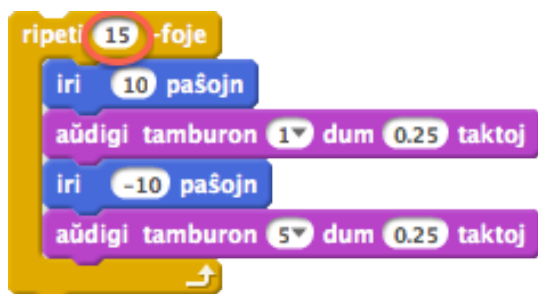 ripeti 15 -foje
iri 10 paŝojn
aŭdigi tamburon 1 dum 0.25 taktoj
iri -10 paŝojn
aŭdigi tamburon 5 dum 0.25 taktoj